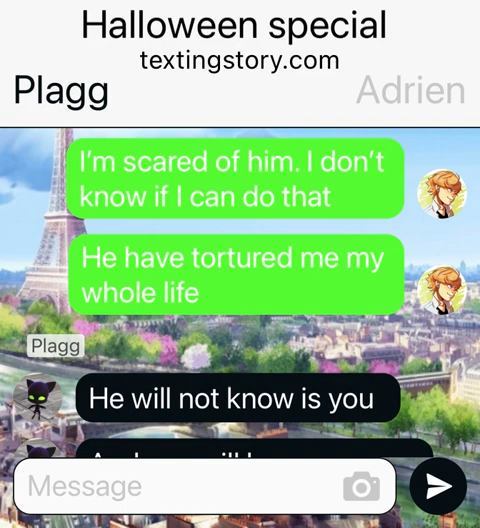 Halloween special
textingstory.com
Plagg
Adrien
I'm scared of him. I don't
know if I can do that
He have tortured me my
whole life
Plagg
He will not know is you
Message